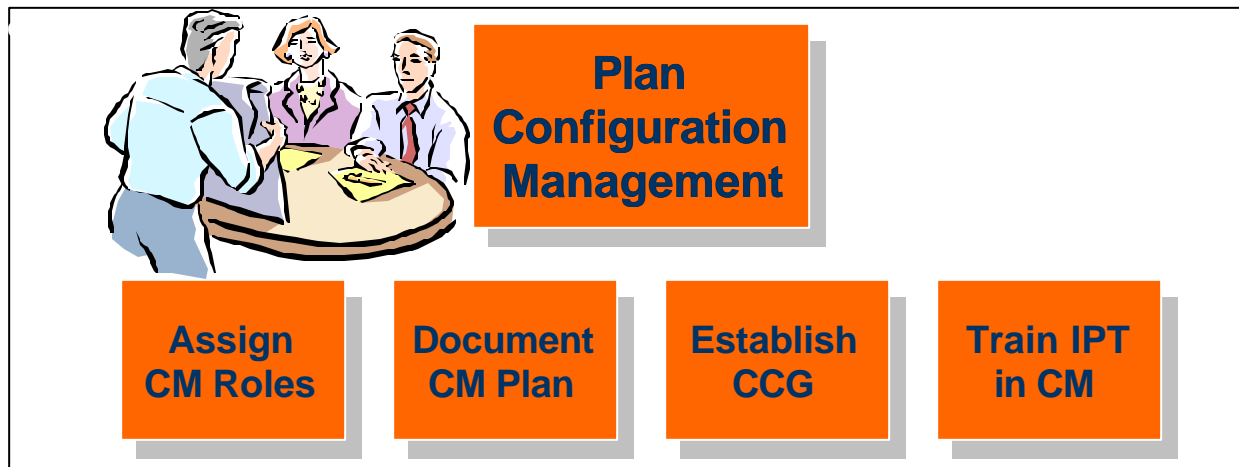 Plan
Configuration
Management
Assign
CM Roles
Document
CM Plan
Establish
CCG
Train IPT
in CM